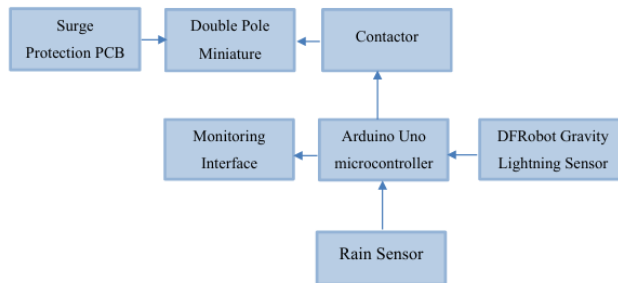 Surge
Protection PCB
Double Pole
Miniature
Contactor
Monitoring
Interface
Arduino Uno
microcontroller
DFRobot Gravity
Lightning Sensor
Rain Sensor